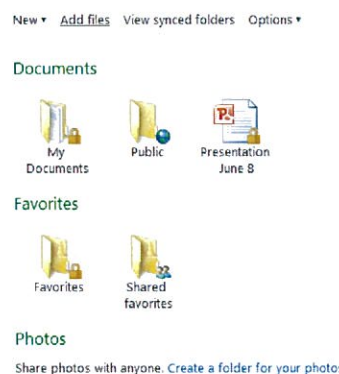 New ▾ Add files View synced folders Options ▾
Documents
My Documents
Public
Presentation June 8
Favorites
Favorites
Shared favorites
Photos
Share photos with anyone. Create a folder for your photos